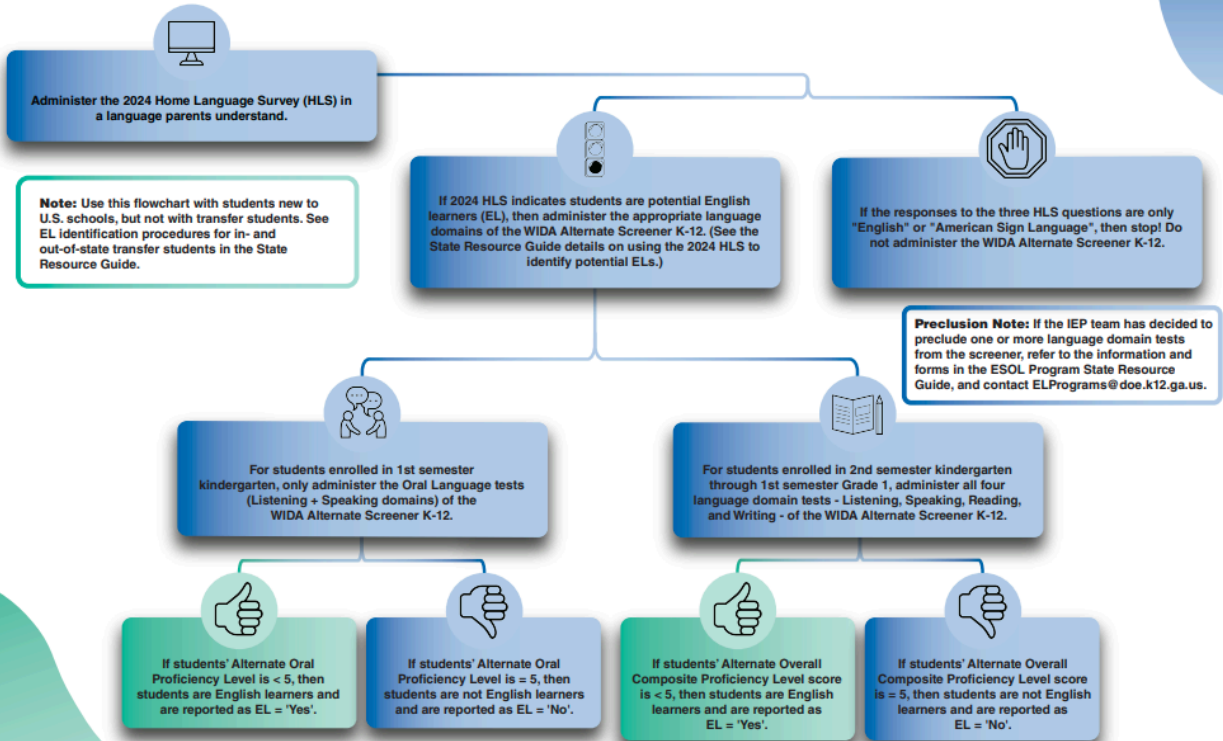 Administer the 2024 Home Language Survey (HLS) in
a language parents understand.
Note: Use this flowchart with students new to
U.S. schools, but not with transfer students. See
EL identification procedures for in- and
out-of-state transfer students in the State
Resource Guide.
If 2024 HLS indicates students are potential English
learners (EL), then administer the appropriate language
domains of the WIDA Alternate Screener K-12. (See the
State Resource Guide details on using the 2024 HLS to
identify potential ELs.)
If the responses to the three HLS questions are only
"English" or "American Sign Language", then stop! Do
not administer the WIDA Alternate Screener K-12.
Preclusion Note: If the IEP team has decided to
preclude one or more language domain tests
from the screener, refer to the information and
forms in the ESOL Program State Resource
Guide, and contact ELPrograms@doe.k12.ga.us.
For students enrolled in 1st semester
kindergarten, only administer the Oral Language tests
(Listening + Speaking domains) of the
WIDA Alternate Screener K-12.
For students enrolled in 2nd semester kindergarten
through 1st semester Grade 1, administer all four
language domain tests - Listening, Speaking, Reading,
and Writing - of the WIDA Alternate Screener K-12.
If students' Alternate Oral
Proficiency Level is < 5, then
students are English learners and
are reported as EL = 'Yes'.
If students' Alternate Oral
Proficiency Level is = 5, then
students are not English learners
and are reported as EL = 'No'.
If students' Alternate Overall
Composite Proficiency Level score
is < 5, then students are English
learners and are reported as
EL = 'Yes'.
If students' Alternate Overall
Composite Proficiency Level score
is = 5, then students are not English
learners and are reported as
EL = 'No'.